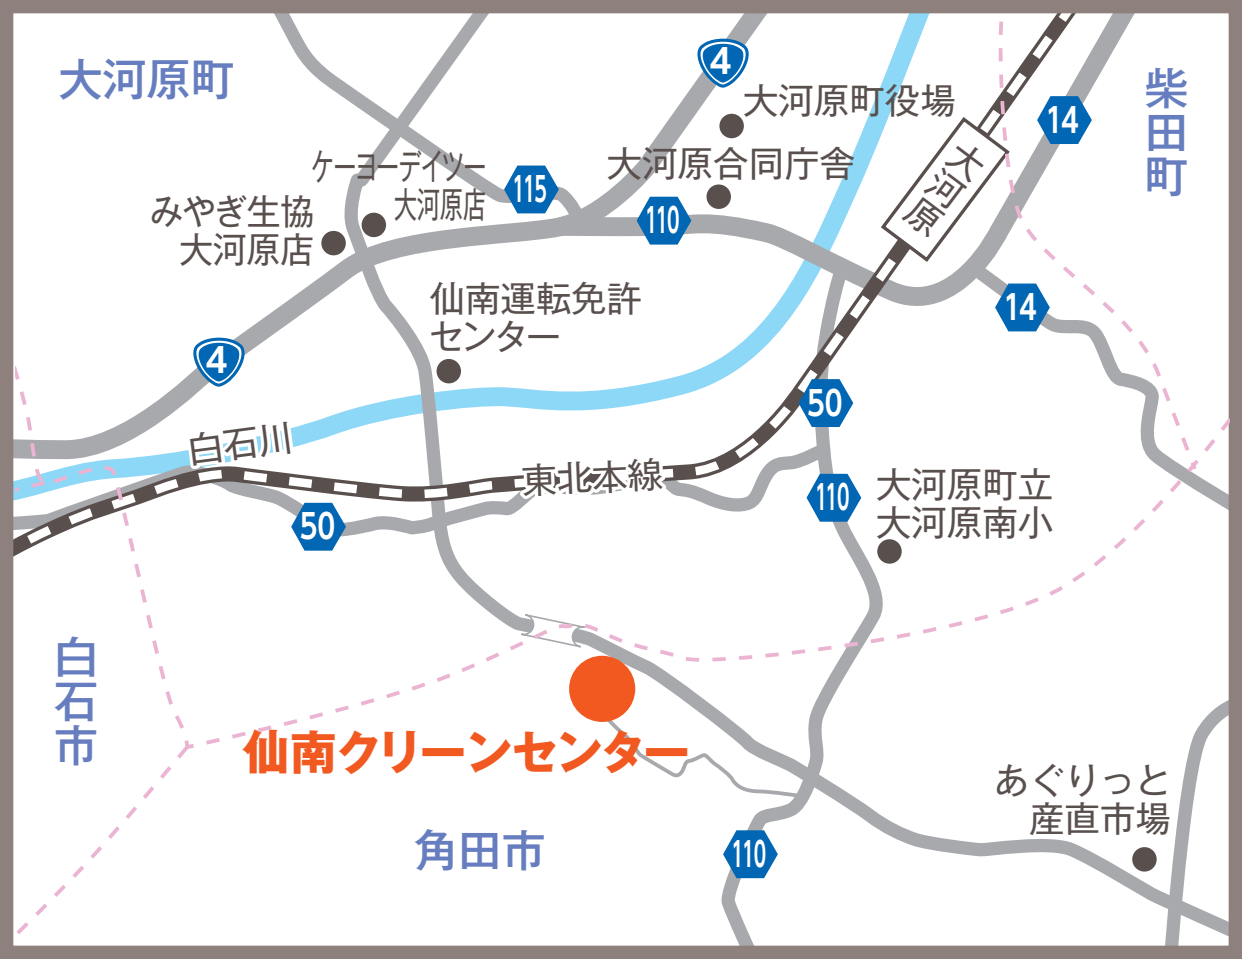 大河原町
4
大河原町役場
柴田町
14
ケーヨーデイツー
大河原店
115
大河原合同庁舎
大河原
みやぎ生協
大河原店
110
仙南運転免許
センター
14
4
50
白石川
東北本線
110
大河原町立
大河原南小
50
白石市
仙南クリーンセンター
あぐりっと
産直市場
角田市
110